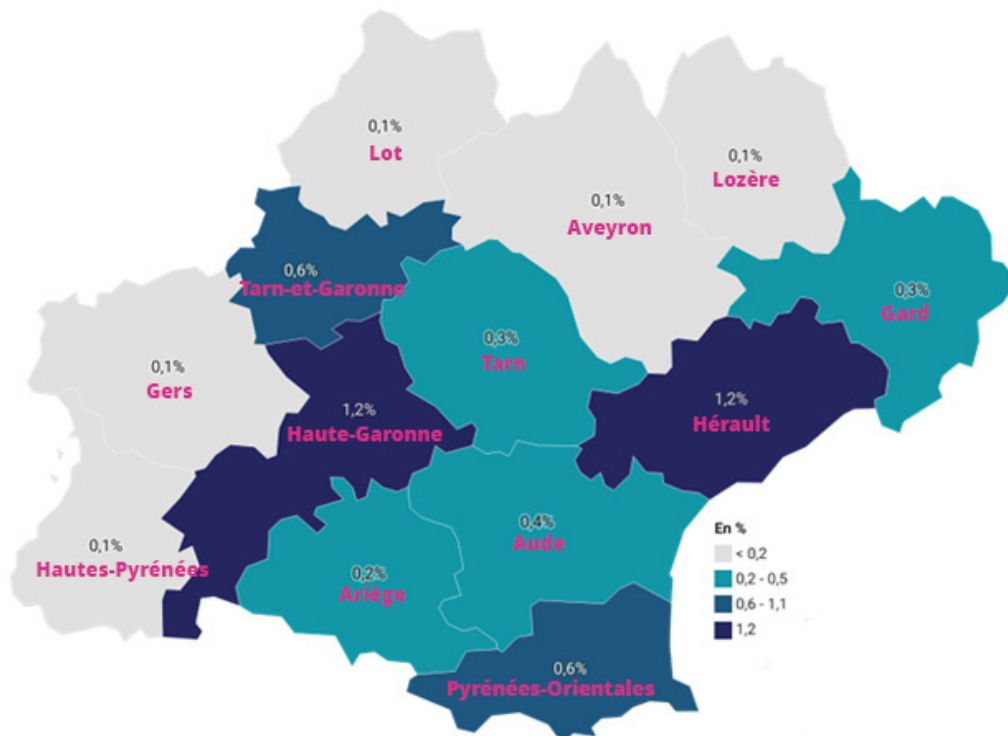 0,1%
Lot
0,1%
Lozère
0,1%
Aveyron
0,6%
Tarn-et-Garonne
0,3%
Gard
0,3%
Tarn
0,1%
Gers
1,2%
Haute-Garonne
1,2%
Hérault
0,4%
Aude
0,1%
Hautes-Pyrénées
0,2%
Ariège
0,6%
Pyrénées-Orientales
En %
< 0,2
0,2 - 0,5
0,6 - 1,1
1,2